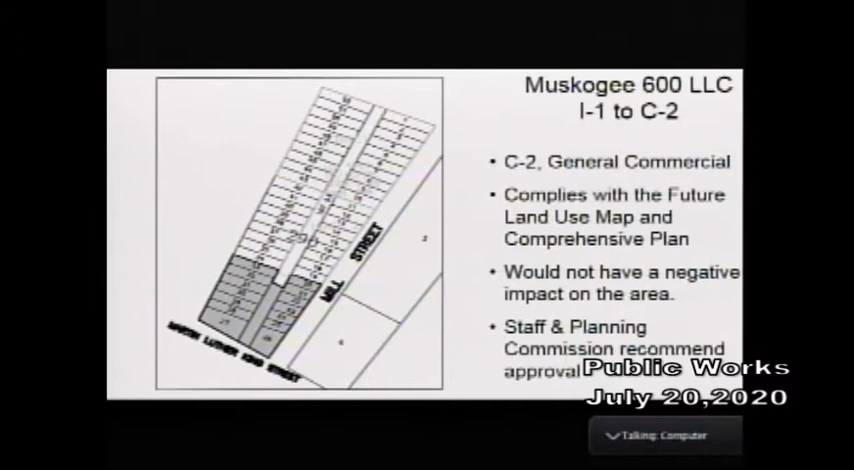 Muskogee 600 LLC
I-1 to C-2
• C-2, General Commercial
• Complies with the Future
Land Use Map and
Comprehensive Plan
• Would not have a negative
impact on the area.
• Staff & Planning
Commission recommend
approval
MILL STREET
MARTIN LUTHER KING STREET
Public Works
July 20,2020
Talking: Computer